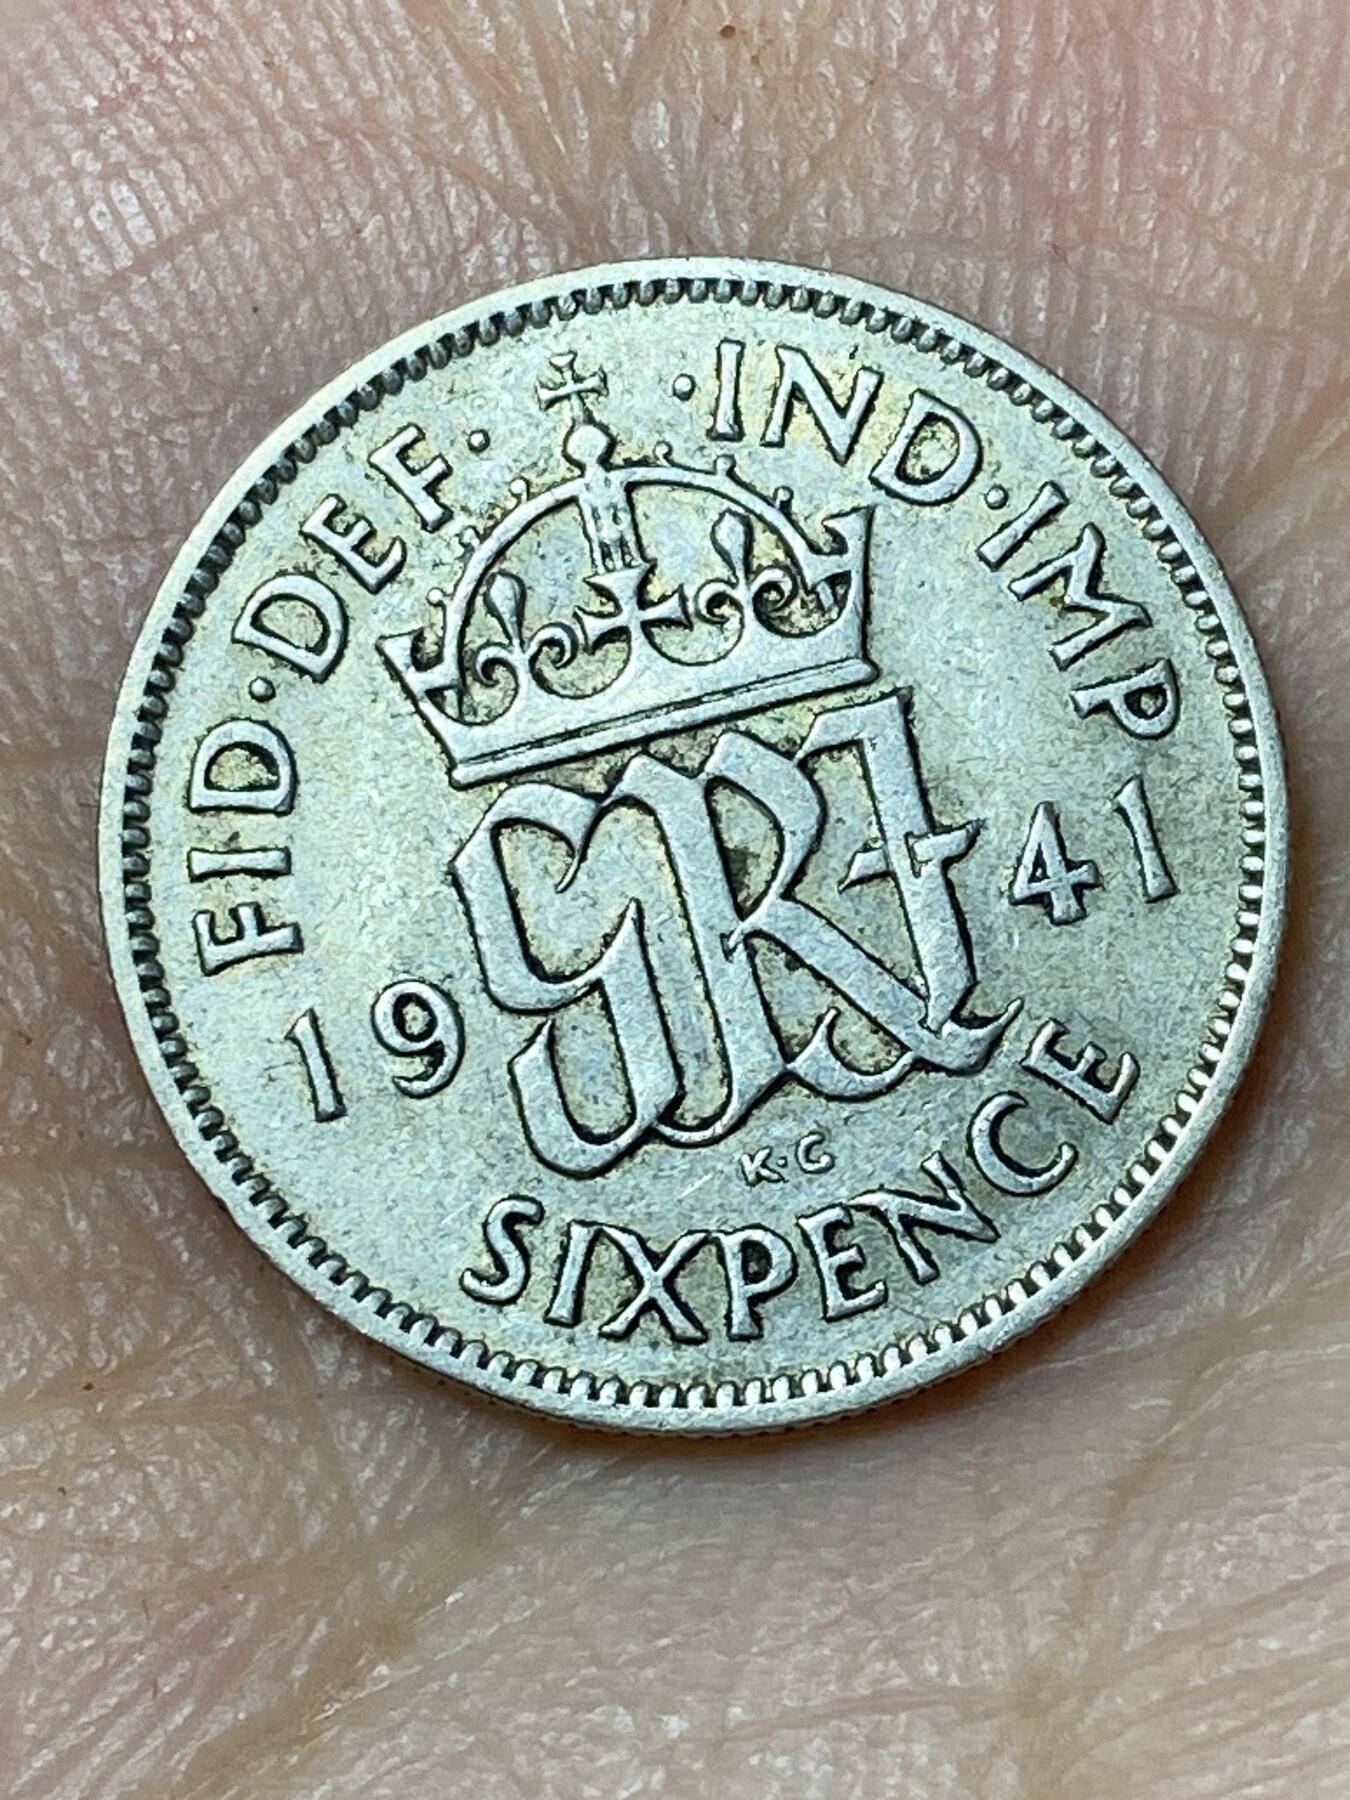 FID·DEF· ·IND·IMP
GRI
19 41
K·G
SIXPENCE